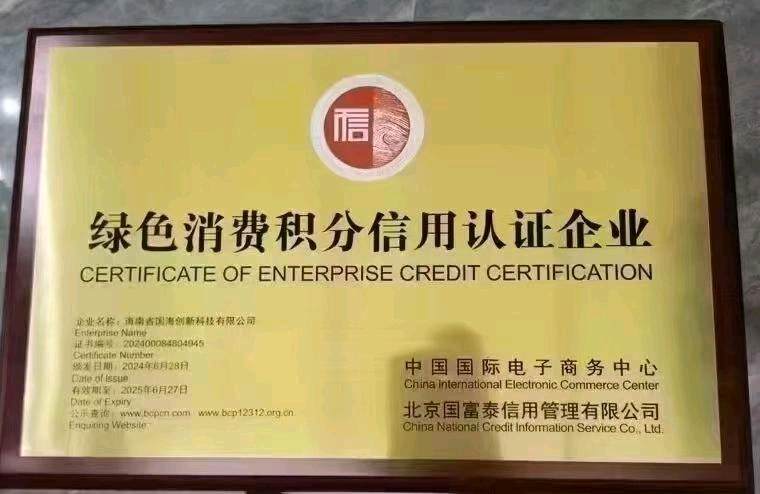 信
绿色消费积分信用认证企业
CERTIFICATE OF ENTERPRISE CREDIT CERTIFICATION
企业名称：海南省国海创新科技有限公司
Enterprise Name
证书编号：202400084804945
Certificate Number
颁发日期：2024年6月28日
Date of Issue
有效期至：2025年6月27日
Date of Expiry
公示查询：www.bcpcn.com www.bcp12312.org.cn
Enquiring Website
中国国际电子商务中心
China International Electronic Commerce Center
北京国富泰信用管理有限公司
China National Credit Information Service Co., Ltd.